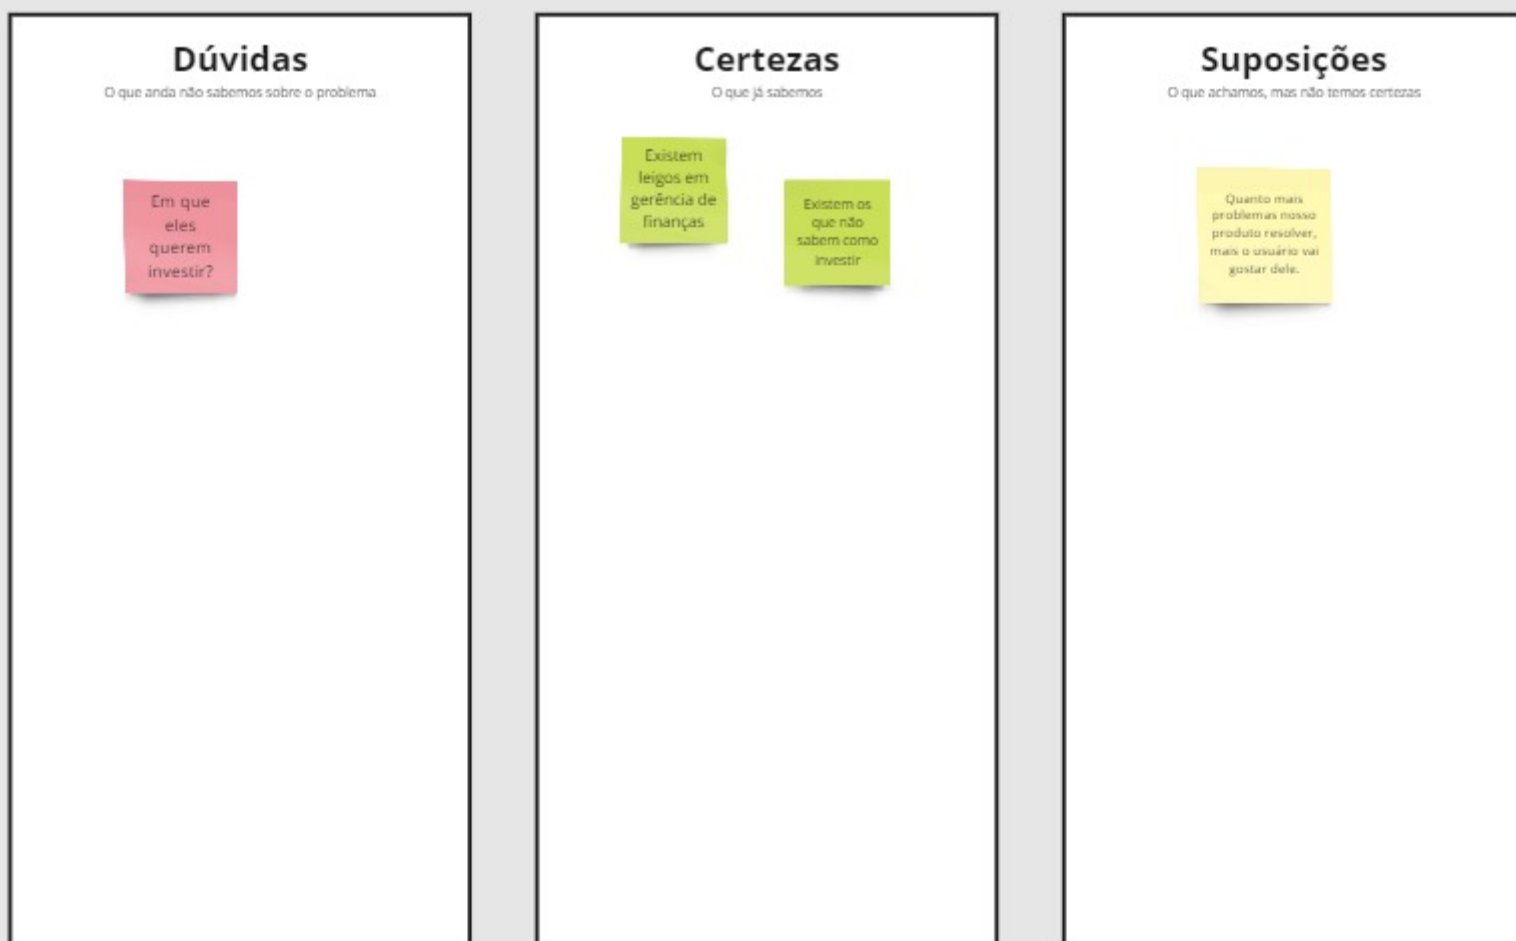 Dúvidas
O que anda não sabemos sobre o problema
Em que
eles
querem
investir?
Certezas
O que já sabemos
Existem
leigos em
gerência de
finanças
Existem os
que não
sabem como
investir
Suposições
O que achamos, mas não temos certezas
Quanto mais
problemas nosso
produto resolver,
mais o usuário vai
gostar dele.